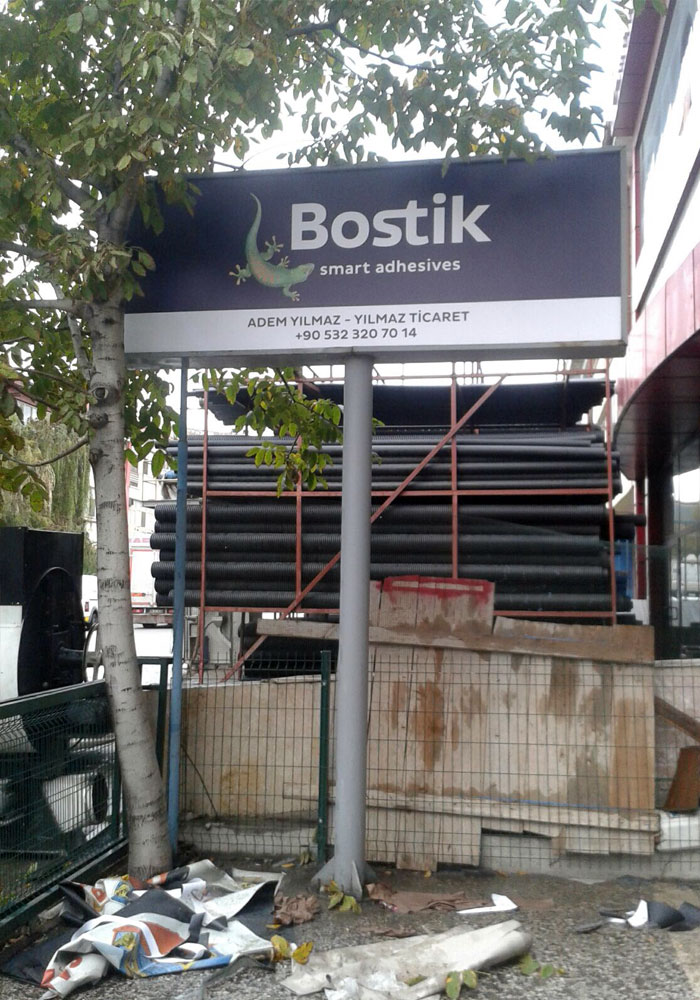 Bostik
smart adhesives
ADEM YILMAZ - YILMAZ TİCARET
+90 532 320 70 14